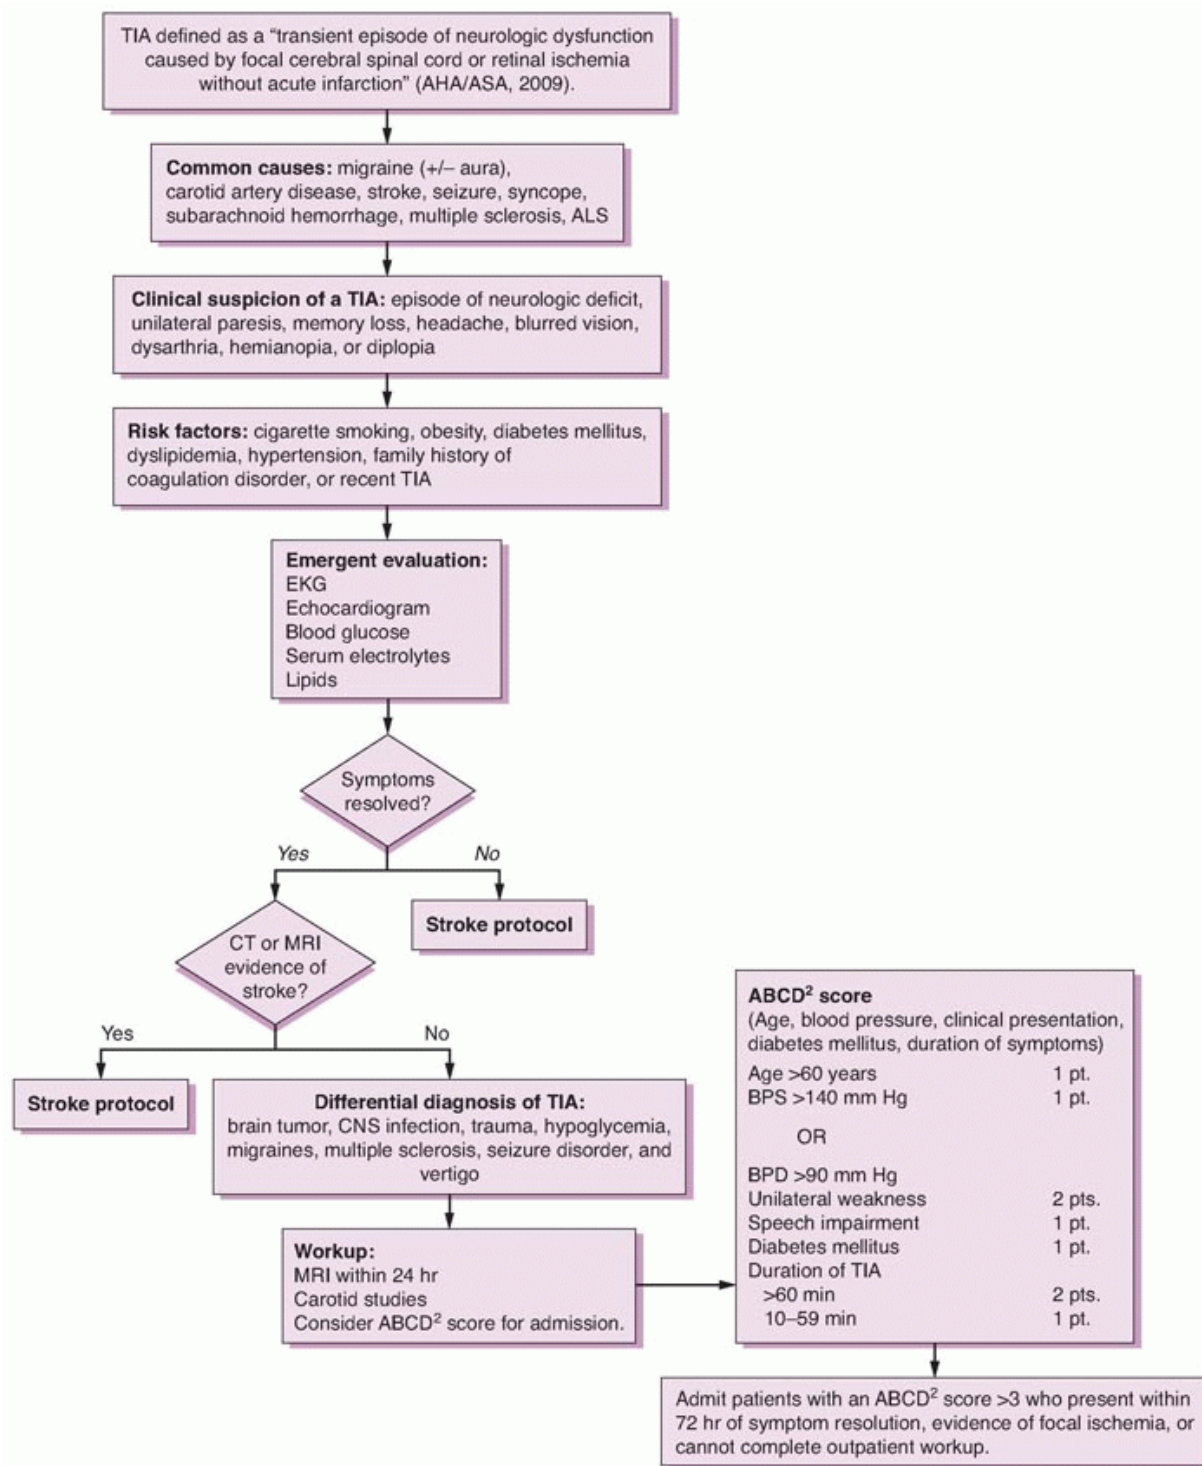 TIA defined as a “transient episode of neurologic dysfunction
caused by focal cerebral spinal cord or retinal ischemia
without acute infarction” (AHA/ASA, 2009).
Common causes: migraine (+/– aura),
carotid artery disease, stroke, seizure, syncope,
subarachnoid hemorrhage, multiple sclerosis, ALS
Clinical suspicion of a TIA: episode of neurologic deficit,
unilateral paresis, memory loss, headache, blurred vision,
dysarthria, hemianopia, or diplopia
Risk factors: cigarette smoking, obesity, diabetes mellitus,
dyslipidemia, hypertension, family history of
coagulation disorder, or recent TIA
Emergent evaluation:
EKG
Echocardiogram
Blood glucose
Serum electrolytes
Lipids
Symptoms
resolved?
Yes
No
Stroke protocol
CT or MRI
evidence of
stroke?
Yes
No
Stroke protocol
Differential diagnosis of TIA:
brain tumor, CNS infection, trauma, hypoglycemia,
migraines, multiple sclerosis, seizure disorder, and
vertigo
Workup:
MRI within 24 hr
Carotid studies
Consider ABCD² score for admission.
ABCD² score
(Age, blood pressure, clinical presentation,
diabetes mellitus, duration of symptoms)
Age >60 years 1 pt.
BPS >140 mm Hg 1 pt.
OR
BPD >90 mm Hg
Unilateral weakness 2 pts.
Speech impairment 1 pt.
Diabetes mellitus 1 pt.
Duration of TIA
>60 min 2 pts.
10–59 min 1 pt.
Admit patients with an ABCD² score >3 who present within
72 hr of symptom resolution, evidence of focal ischemia, or
cannot complete outpatient workup.